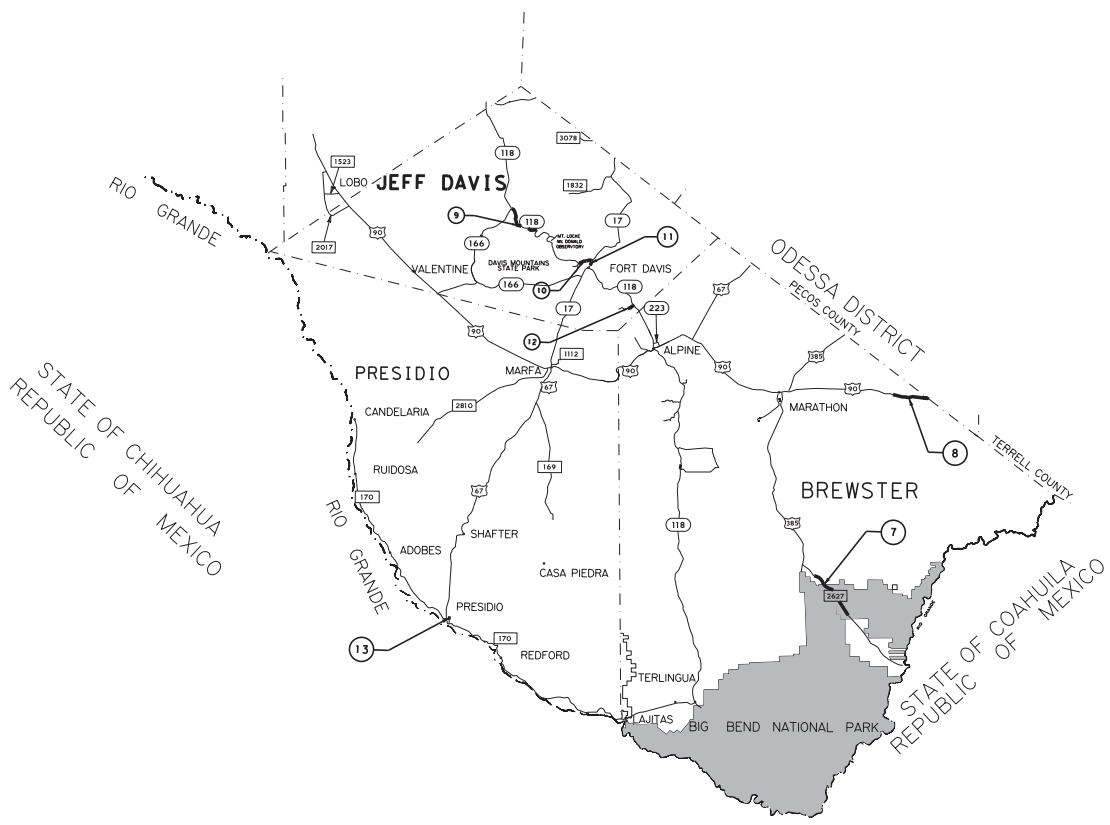 3078
118
1523
LOBO
JEFF DAVIS
1832
RIO GRANDE
9
118
17
11
90
2017
166
MT. LOCKE
Mc DONALD
OBSERVATORY
ODESSA DISTRICT
VALENTINE
DAVIS MOUNTAINS
STATE PARK
FORT DAVIS
166
10
118
67
PECOS COUNTY
17
223
90
12
1112
ALPINE
385
STATE OF CHIHUAHUA
REPUBLIC OF MEXICO
PRESIDIO
MARFA
90
90
90
67
CANDELARIA
2810
MARATHON
8
TERRELL COUNTY
RUIDOSA
169
67
BREWSTER
170
RIO GRANDE
118
385
7
SHAFTER
ADOBES
CASA PIEDRA
2627
RIO GRANDE
PRESIDIO
13
170
REDFORD
STATE OF COAHUILA
REPUBLIC OF MEXICO
TERLINGUA
LAJITAS
BIG BEND NATIONAL PARK